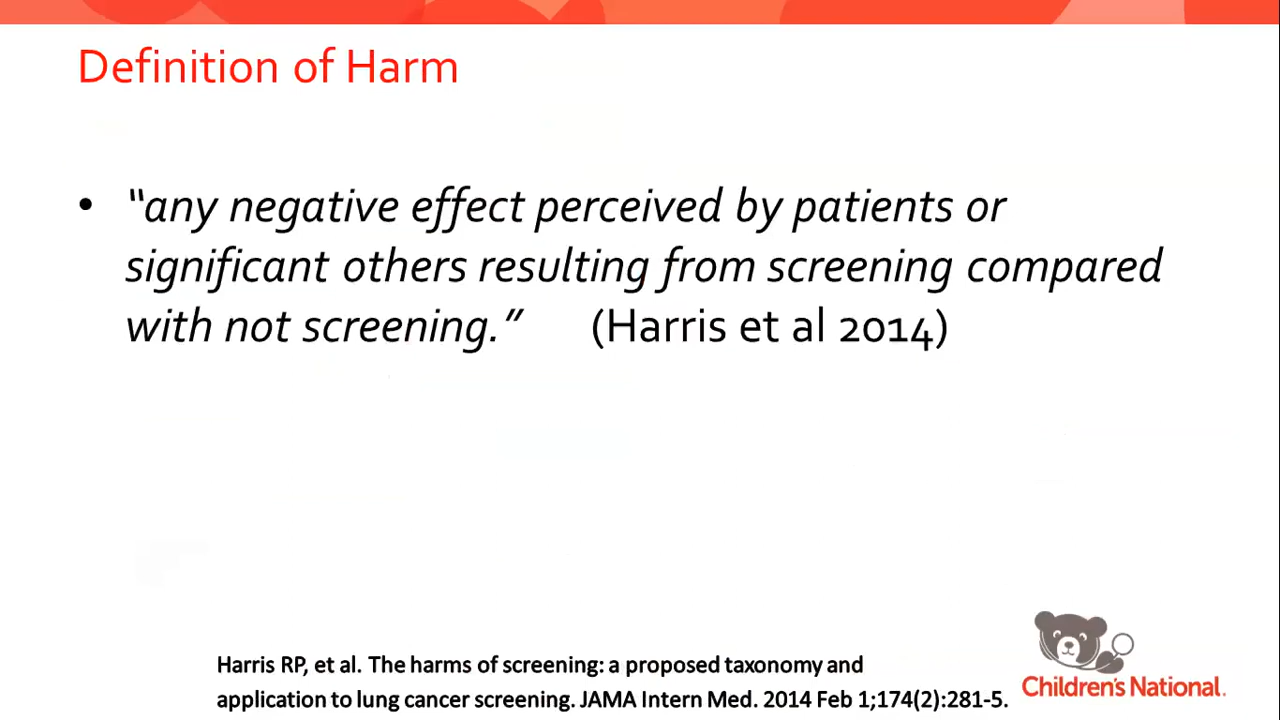 Definition of Harm
• “any negative effect perceived by patients or
significant others resulting from screening compared
with not screening.” (Harris et al 2014)
Harris RP, et al. The harms of screening: a proposed taxonomy and
application to lung cancer screening. JAMA Intern Med. 2014 Feb 1;174(2):281-5.
Children's National.